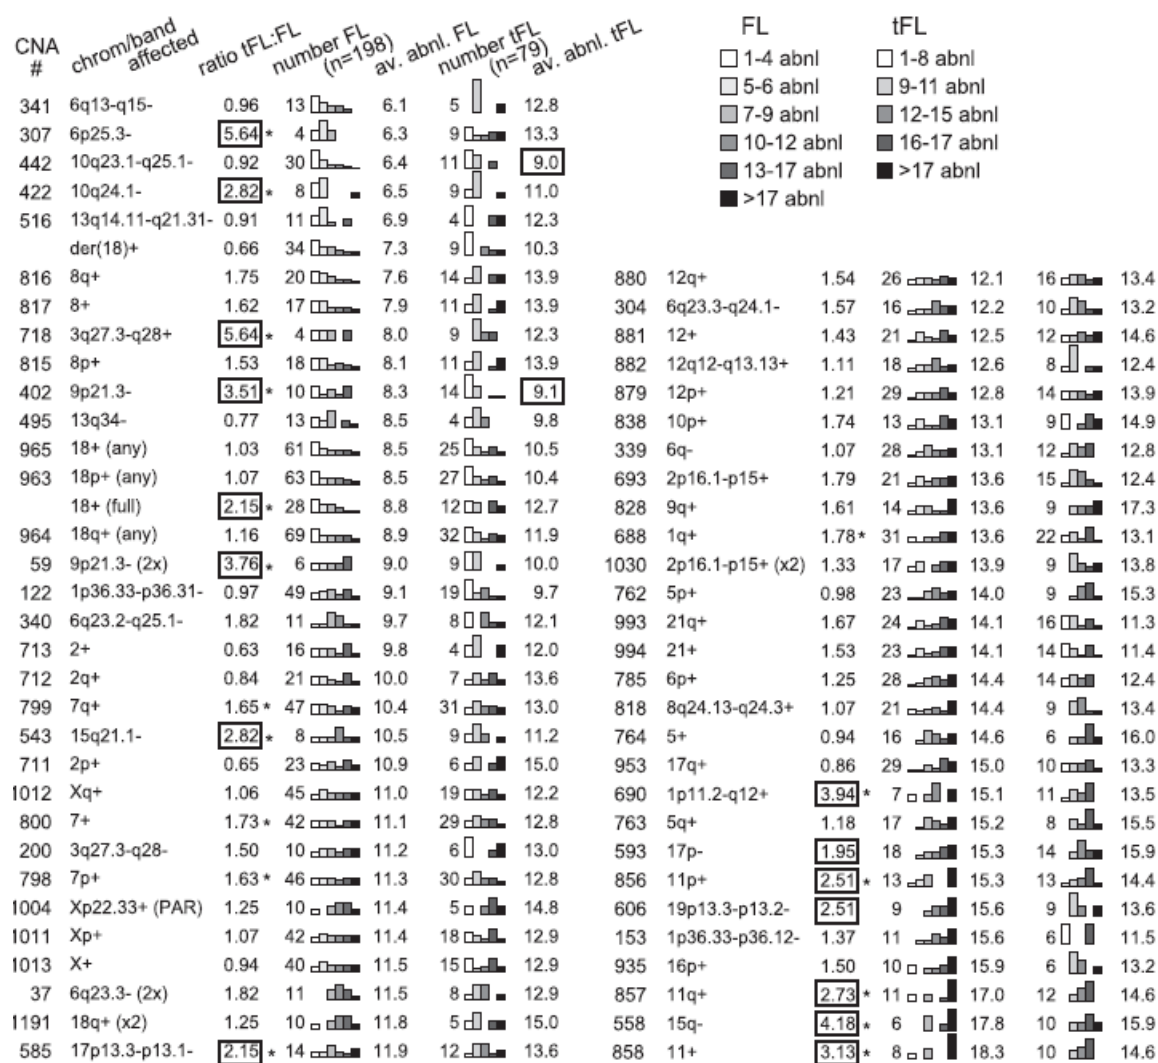 CNA # chrom/band affected ratio tFL:FL number FL (n=198) av. abnl. FL number tFL (n=79) av. abnl. tFL
FL tFL
1-4 abnl 1-8 abnl
5-6 abnl 9-11 abnl
7-9 abnl 12-15 abnl
10-12 abnl 16-17 abnl
13-17 abnl >17 abnl
>17 abnl
341 6q13-q15- 0.96 13 6.1 5 12.8
307 6p25.3- 5.64 * 4 6.3 9 13.3
442 10q23.1-q25.1- 0.92 30 6.4 11 9.0
422 10q24.1- 2.82 * 8 6.5 9 11.0
516 13q14.11-q21.31- 0.91 11 6.9 4 12.3
der(18)+ 0.66 34 7.3 9 10.3
816 8q+ 1.75 20 7.6 14 13.9
817 8+ 1.62 17 7.9 11 13.9
718 3q27.3-q28+ 5.64 * 4 8.0 9 12.3
815 8p+ 1.53 18 8.1 11 13.9
402 9p21.3- 3.51 * 10 8.3 14 9.1
495 13q34- 0.77 13 8.5 4 9.8
965 18+ (any) 1.03 61 8.5 25 10.5
963 18p+ (any) 1.07 63 8.5 27 10.4
18+ (full) 2.15 * 28 8.8 12 12.7
964 18q+ (any) 1.16 69 8.9 32 11.9
59 9p21.3- (2x) 3.76 * 6 9.0 9 10.0
122 1p36.33-p36.31- 0.97 49 9.1 19 9.7
340 6q23.2-q25.1- 1.82 11 9.7 8 12.1
713 2+ 0.63 16 9.8 4 12.0
712 2q+ 0.84 21 10.0 7 13.6
799 7q+ 1.65 * 47 10.4 31 13.0
543 15q21.1- 2.82 * 8 10.5 9 11.2
711 2p+ 0.65 23 10.9 6 15.0
1012 Xq+ 1.06 45 11.0 19 12.2
800 7+ 1.73 * 42 11.1 29 12.8
200 3q27.3-q28- 1.50 10 11.2 6 13.0
798 7p+ 1.63 * 46 11.3 30 12.8
1004 Xp22.33+ (PAR) 1.25 10 11.4 5 14.8
1011 Xp+ 1.07 42 11.4 18 12.9
1013 X+ 0.94 40 11.5 15 12.9
37 6q23.3- (2x) 1.82 11 11.5 8 12.9
1191 18q+ (x2) 1.25 10 11.8 5 15.0
585 17p13.3-p13.1- 2.15 * 14 11.9 12 13.6
880 12q+ 1.54 26 12.1 16 13.4
304 6q23.3-q24.1- 1.57 16 12.2 10 13.2
881 12+ 1.43 21 12.5 12 14.6
882 12q12-q13.13+ 1.11 18 12.6 8 12.4
879 12p+ 1.21 29 12.8 14 13.9
838 10p+ 1.74 13 13.1 9 14.9
339 6q- 1.07 28 13.1 12 12.8
693 2p16.1-p15+ 1.79 21 13.6 15 12.4
828 9q+ 1.61 14 13.6 9 17.3
688 1q+ 1.78 * 31 13.6 22 13.1
1030 2p16.1-p15+ (x2) 1.33 17 13.9 9 13.8
762 5p+ 0.98 23 14.0 9 15.3
993 21q+ 1.67 24 14.1 16 11.3
994 21+ 1.53 23 14.1 14 11.4
785 6p+ 1.25 28 14.4 14 12.4
818 8q24.13-q24.3+ 1.07 21 14.4 9 13.4
764 5+ 0.94 16 14.6 6 16.0
953 17q+ 0.86 29 15.0 10 13.3
690 1p11.2-q12+ 3.94 * 7 15.1 11 13.5
763 5q+ 1.18 17 15.2 8 15.5
593 17p- 1.95 18 15.3 14 15.9
856 11p+ 2.51 * 13 15.3 13 14.4
606 19p13.3-p13.2- 2.51 9 15.6 9 13.6
153 1p36.33-p36.12- 1.37 11 15.6 6 11.5
935 16p+ 1.50 10 15.9 6 13.2
857 11q+ 2.73 * 11 17.0 12 14.6
558 15q- 4.18 * 6 17.8 10 15.9
858 11+ 3.13 * 8 18.3 10 14.6